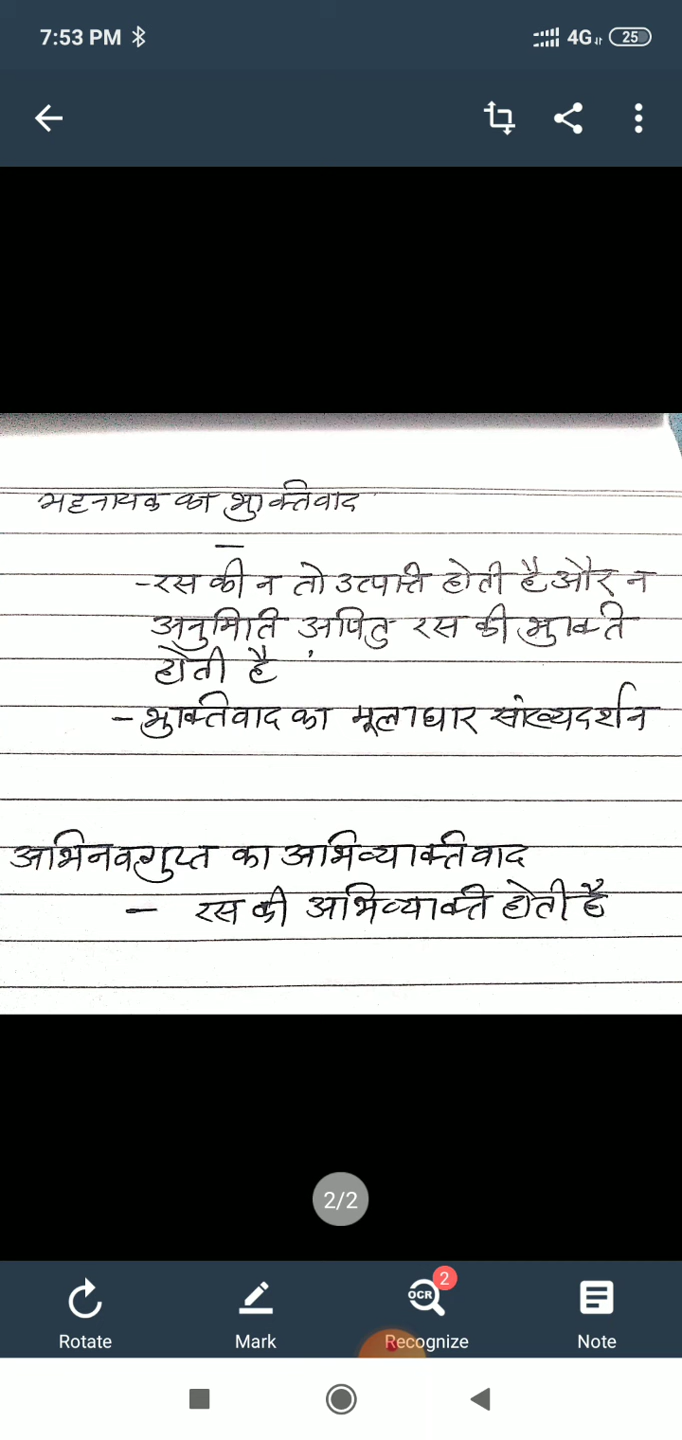 7:53 PM
4G 25
भट्टनायक का भुक्तिवाद
- रस की न तो उत्पत्ति होती है और न
अनुमिति अपितु रस की भुक्ति
होती है
- भुक्तिवाद का मूलाधार सांख्यदर्शन
अभिनवगुप्त का अभिव्यक्तिवाद
- रस की अभिव्यक्ति होती है
2/2
OCR 2
Rotate Mark Recognize Note